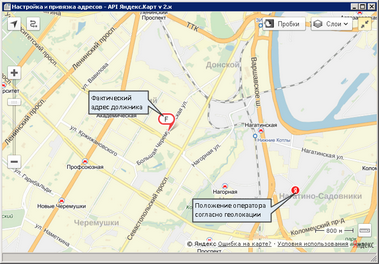 Настройка и привязка адресов - API Яндекс.Карт v 2.x
Пробки
Слои
ТТК
Ленинский просп.
Донской
Варшавское ш.
ул. Вавилова
Фактический
адрес должника
F
Академическая
ул. Кржижановского
Большая Черемушкинская ул.
Нагатинская
Нижние Котлы
Нагатинская ул.
Профсоюзная
Нагорная ул.
ул. Гарибальди
Нагорная
Новые Черемушки
Черемушки
Севастопольский просп.
Положение оператора
согласно геолокации
Я
Нагатино-Садовники
Коломенский пр-д
800 м
© Яндекс Ошибка на карте? · Условия использования
Яндекс